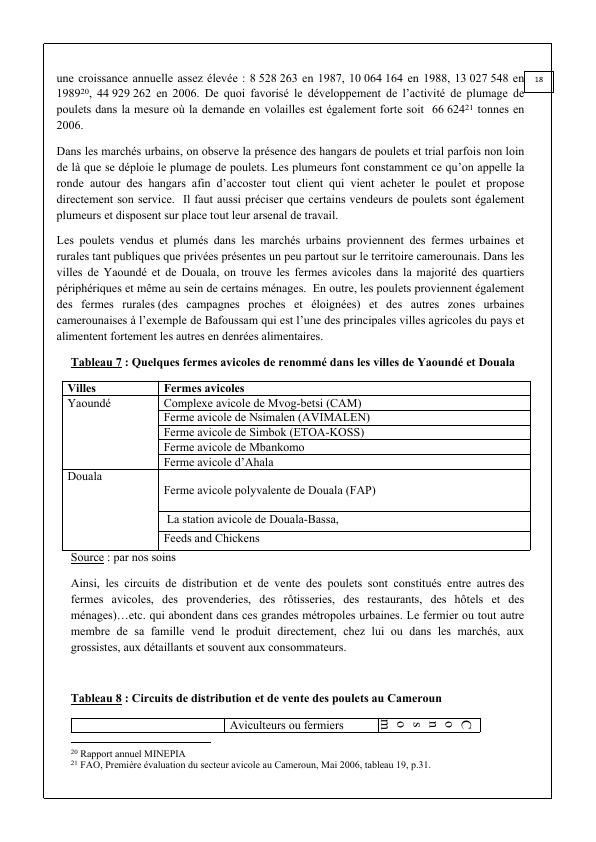 18
une croissance annuelle assez élevée : 8 528 263 en 1987, 10 064 164 en 1988, 13 027 548 en
1989²⁰, 44 929 262 en 2006. De quoi favorisé le développement de l’activité de plumage de
poulets dans la mesure où la demande en volailles est également forte soit 66 624²¹ tonnes en
2006.
Dans les marchés urbains, on observe la présence des hangars de poulets et trial parfois non loin
de là que se déploie le plumage de poulets. Les plumeurs font constamment ce qu’on appelle la
ronde autour des hangars afin d’accoster tout client qui vient acheter le poulet et propose
directement son service. Il faut aussi préciser que certains vendeurs de poulets sont également
plumeurs et disposent sur place tout leur arsenal de travail.
Les poulets vendus et plumés dans les marchés urbains proviennent des fermes urbaines et
rurales tant publiques que privées présentes un peu partout sur le territoire camerounais. Dans les
villes de Yaoundé et de Douala, on trouve les fermes avicoles dans la majorité des quartiers
périphériques et même au sein de certains ménages. En outre, les poulets proviennent également
des fermes rurales (des campagnes proches et éloignées) et des autres zones urbaines
camerounaises à l’exemple de Bafoussam qui est l’une des principales villes agricoles du pays et
alimentent fortement les autres en denrées alimentaires.
Tableau 7 : Quelques fermes avicoles de renommé dans les villes de Yaoundé et Douala
Villes Fermes avicoles
Yaoundé Complexe avicole de Mvog-betsi (CAM)
Ferme avicole de Nsimalen (AVIMALEN)
Ferme avicole de Simbok (ETOA-KOSS)
Ferme avicole de Mbankomo
Ferme avicole d’Ahala
Douala
Ferme avicole polyvalente de Douala (FAP)
La station avicole de Douala-Bassa,
Feeds and Chickens
Source : par nos soins
Ainsi, les circuits de distribution et de vente des poulets sont constitués entre autres des
fermes avicoles, des provenderies, des rôtisseries, des restaurants, des hôtels et des
ménages)…etc. qui abondent dans ces grandes métropoles urbaines. Le fermier ou tout autre
membre de sa famille vend le produit directement, chez lui ou dans les marchés, aux
grossistes, aux détaillants et souvent aux consommateurs.
Tableau 8 : Circuits de distribution et de vente des poulets au Cameroun
Aviculteurs ou fermiers
C o n s o m
²⁰ Rapport annuel MINEPIA
²¹ FAO, Première évaluation du secteur avicole au Cameroun, Mai 2006, tableau 19, p.31.